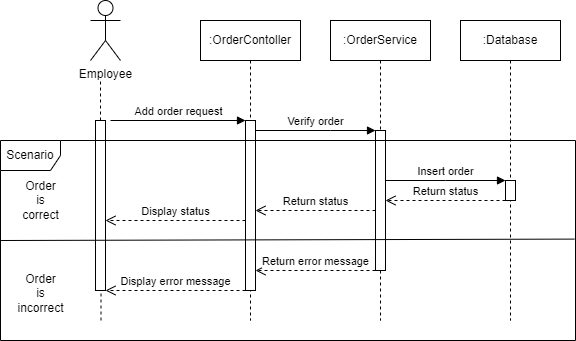 :OrderContoller
:OrderService
:Database
Employee
Add order request
Verify order
Scenario
Insert order
Order
is
correct
Return status
Return status
Display status
Return error message
Order
is
incorrect
Display error message